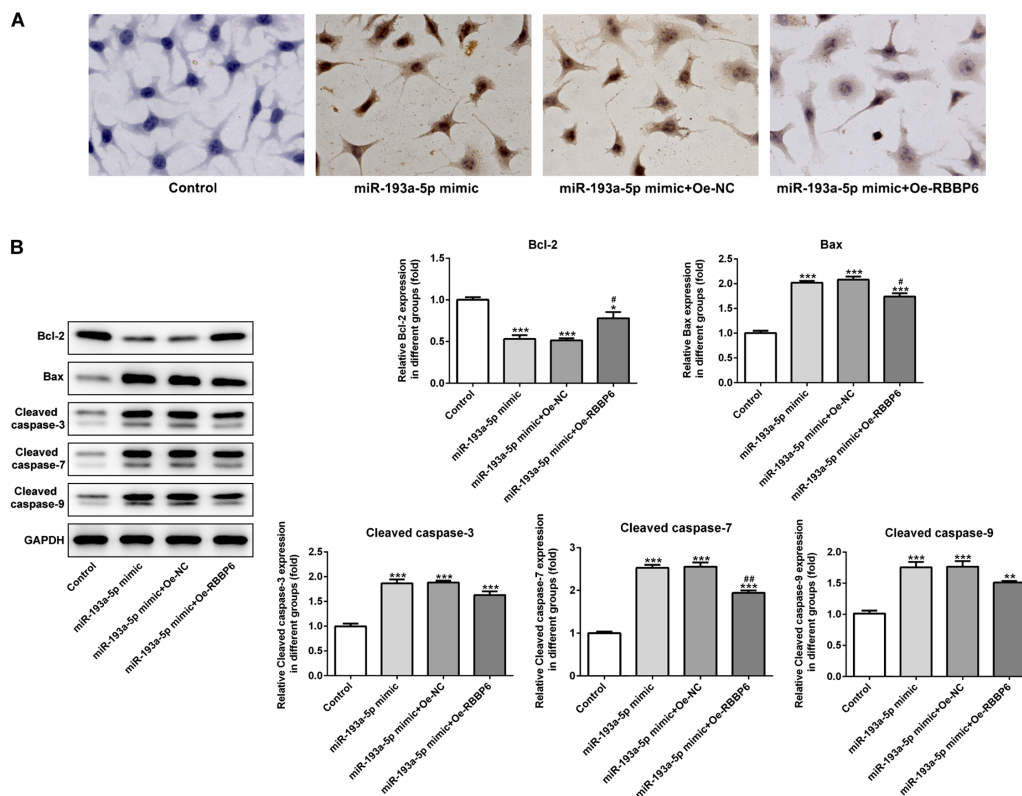 A
Control
miR-193a-5p mimic
miR-193a-5p mimic+Oe-NC
miR-193a-5p mimic+Oe-RBBP6
B
Bcl-2
Bax
Cleaved
caspase-3
Cleaved
caspase-7
Cleaved
caspase-9
GAPDH
Control
miR-193a-5p mimic
miR-193a-5p mimic+Oe-NC
miR-193a-5p mimic+Oe-RBBP6
Bcl-2
Relative Bcl-2 expression
in different groups (fold)
1.5
1.0
0.5
0.0
***
***
#
*
Control
miR-193a-5p mimic
miR-193a-5p mimic+Oe-NC
miR-193a-5p mimic+Oe-RBBP6
Bax
Relative Bax expression
in different groups (fold)
2.5
2.0
1.5
1.0
0.5
0.0
***
***
#
***
Control
miR-193a-5p mimic
miR-193a-5p mimic+Oe-NC
miR-193a-5p mimic+Oe-RBBP6
Cleaved caspase-3
Relative Cleaved caspase-3 expression
in different groups (fold)
2.5
2.0
1.5
1.0
0.5
0.0
***
***
***
Control
miR-193a-5p mimic
miR-193a-5p mimic+Oe-NC
miR-193a-5p mimic+Oe-RBBP6
Cleaved caspase-7
Relative Cleaved caspase-7 expression
in different groups (fold)
3
2
1
0
***
***
##
***
Control
miR-193a-5p mimic
miR-193a-5p mimic+Oe-NC
miR-193a-5p mimic+Oe-RBBP6
Cleaved caspase-9
Relative Cleaved caspase-9 expression
in different groups (fold)
2.0
1.5
1.0
0.5
0.0
***
***
**
Control
miR-193a-5p mimic
miR-193a-5p mimic+Oe-NC
miR-193a-5p mimic+Oe-RBBP6